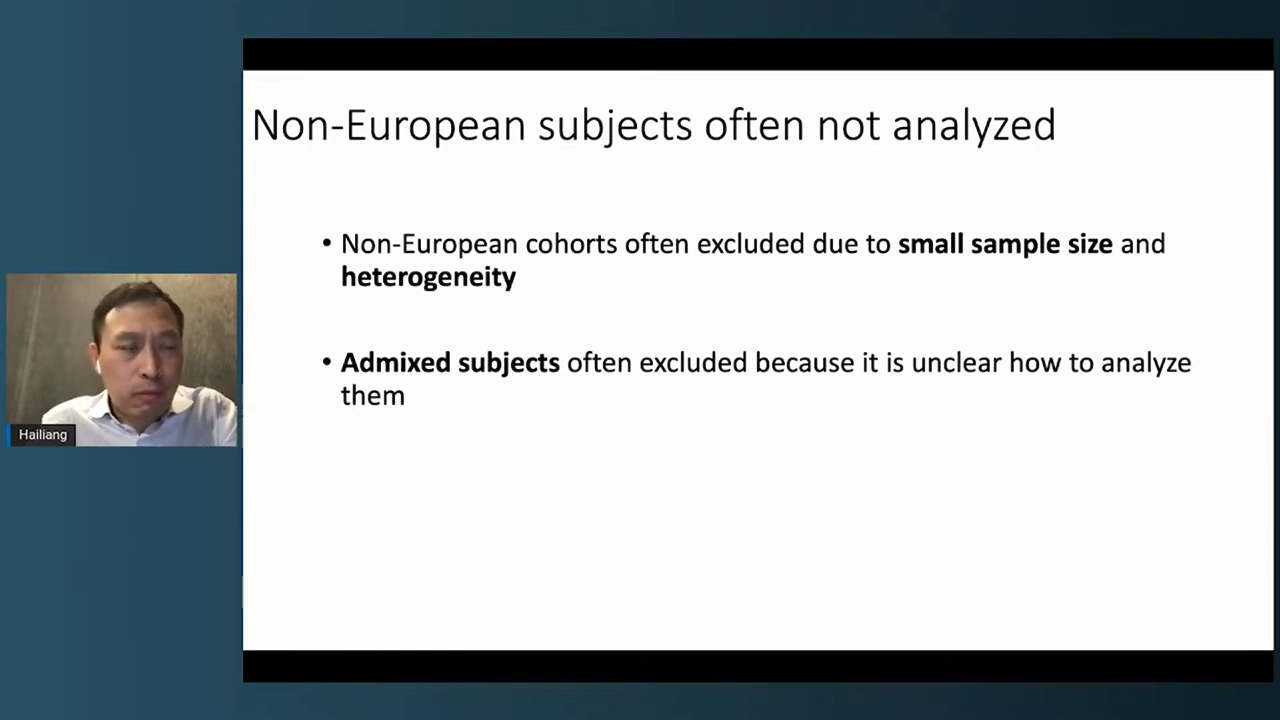 Non-European subjects often not analyzed
• Non-European cohorts often excluded due to small sample size and
heterogeneity
• Admixed subjects often excluded because it is unclear how to analyze
them
Hailiang